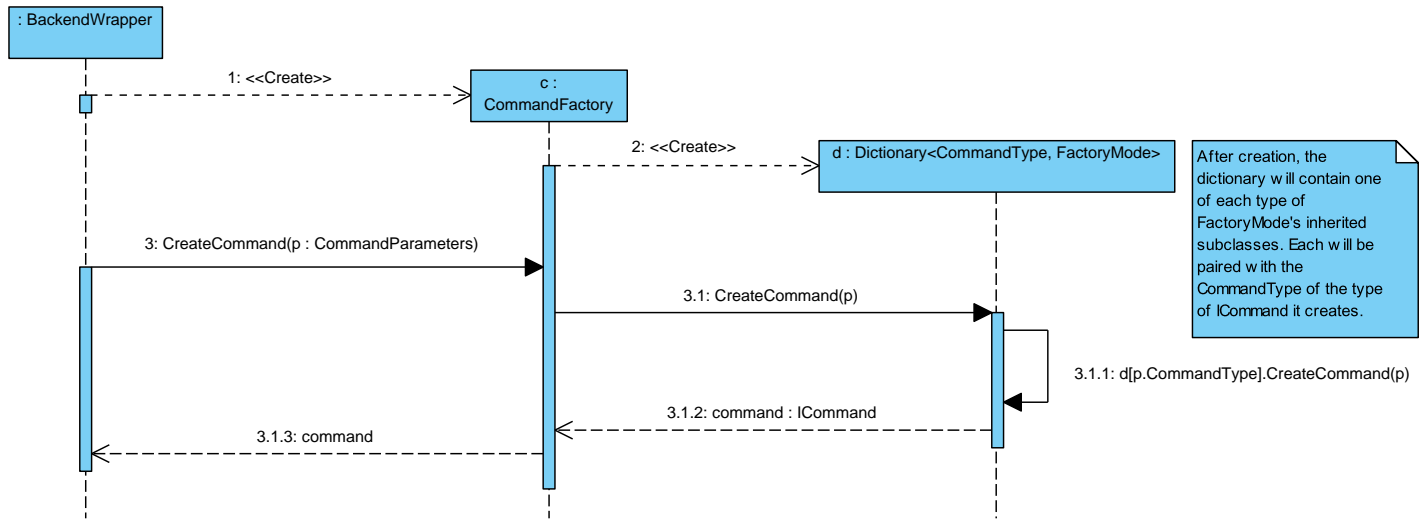 : BackendWrapper
1: <<Create>>
c :
CommandFactory
2: <<Create>>
d : Dictionary<CommandType, FactoryMode>
After creation, the
dictionary will contain one
of each type of
FactoryMode's inherited
subclasses. Each will be
paired with the
CommandType of the type
of ICommand it creates.
3: CreateCommand(p : CommandParameters)
3.1: CreateCommand(p)
3.1.1: d[p.CommandType].CreateCommand(p)
3.1.2: command : ICommand
3.1.3: command